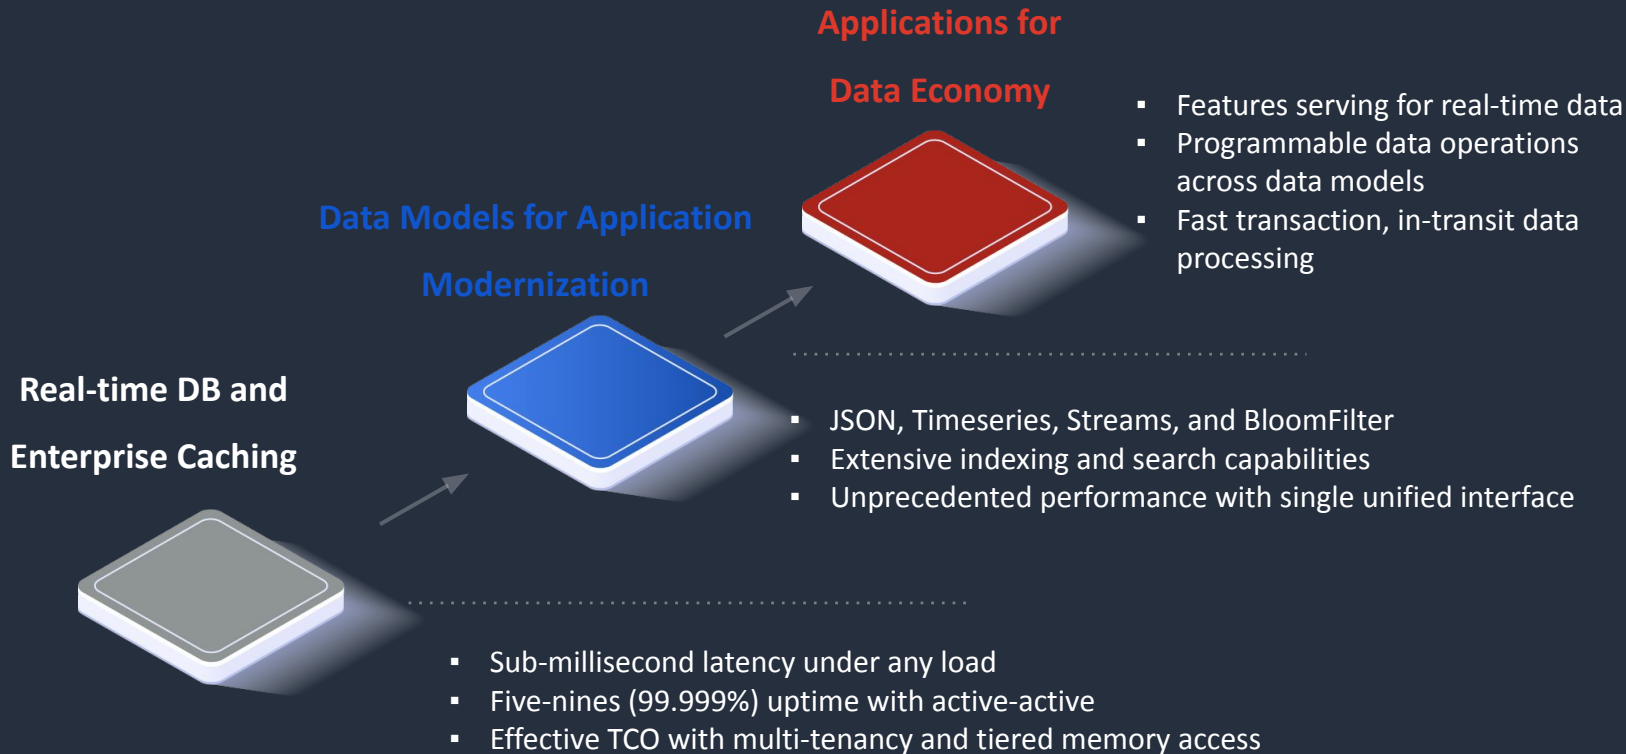 Applications for
Data Economy
▪ Features serving for real-time data
▪ Programmable data operations
across data models
▪ Fast transaction, in-transit data
processing
Data Models for Application
Modernization
▪ JSON, Timeseries, Streams, and BloomFilter
▪ Extensive indexing and search capabilities
▪ Unprecedented performance with single unified interface
Real-time DB and
Enterprise Caching
▪ Sub-millisecond latency under any load
▪ Five-nines (99.999%) uptime with active-active
▪ Effective TCO with multi-tenancy and tiered memory access